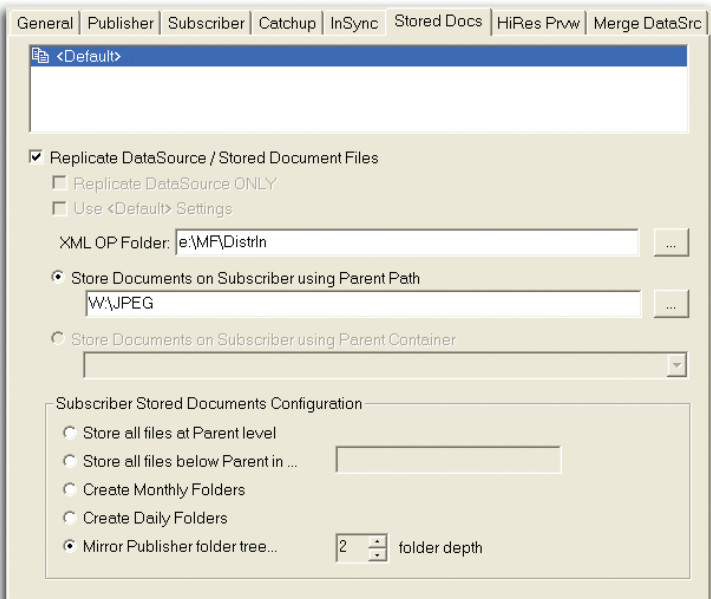 General Publisher Subscriber Catchup InSync Stored Docs HiRes Prvw Merge DataSrc
<Default>
Replicate DataSource / Stored Document Files
Replicate DataSource ONLY
Use <Default> Settings
XML OP Folder: e:\MF\DistrIn ...
Store Documents on Subscriber using Parent Path
W:\JPEG ...
Store Documents on Subscriber using Parent Container
Subscriber Stored Documents Configuration
Store all files at Parent level
Store all files below Parent in ...
Create Monthly Folders
Create Daily Folders
Mirror Publisher folder tree... 2 folder depth